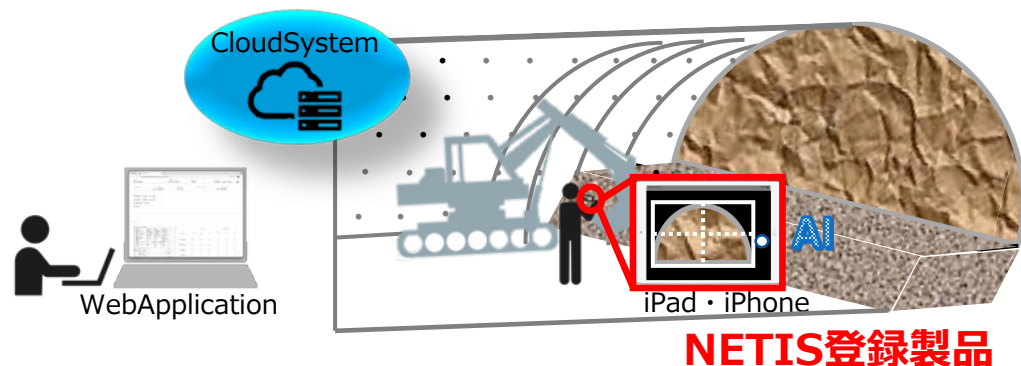 CloudSystem
WebApplication
AI
iPad・iPhone
NETIS登録製品